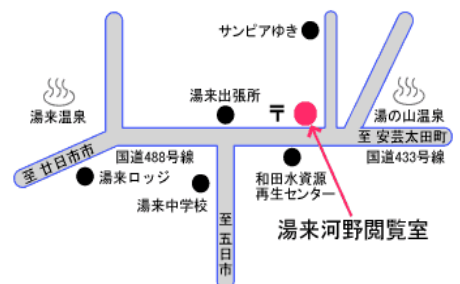 サンピアゆき
湯来温泉
湯来出張所
〒
湯の山温泉
至 安芸太田町
至 廿日市市
国道488号線
国道433号線
湯来ロッジ
湯来中学校
和田水資源
再生センター
至五日市
湯来河野閲覧室